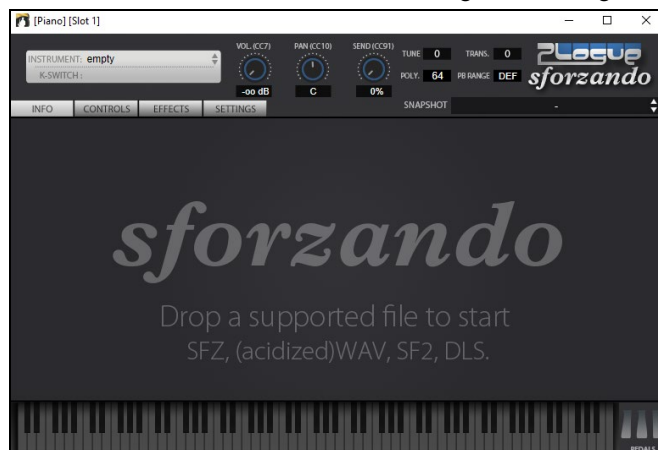 [Piano] [Slot 1]
INSTRUMENT: empty
K-SWITCH:
VOL. (CC7)
-oo dB
PAN (CC10)
C
SEND (CC91)
0%
TUNE 0
TRANS. 0
POLY. 64
PB RANGE DEF
Plogue
sforzando
INFO
CONTROLS
EFFECTS
SETTINGS
SNAPSHOT -
sforzando
Drop a supported file to start
SFZ, (acidized)WAV, SF2, DLS.
PEDALS